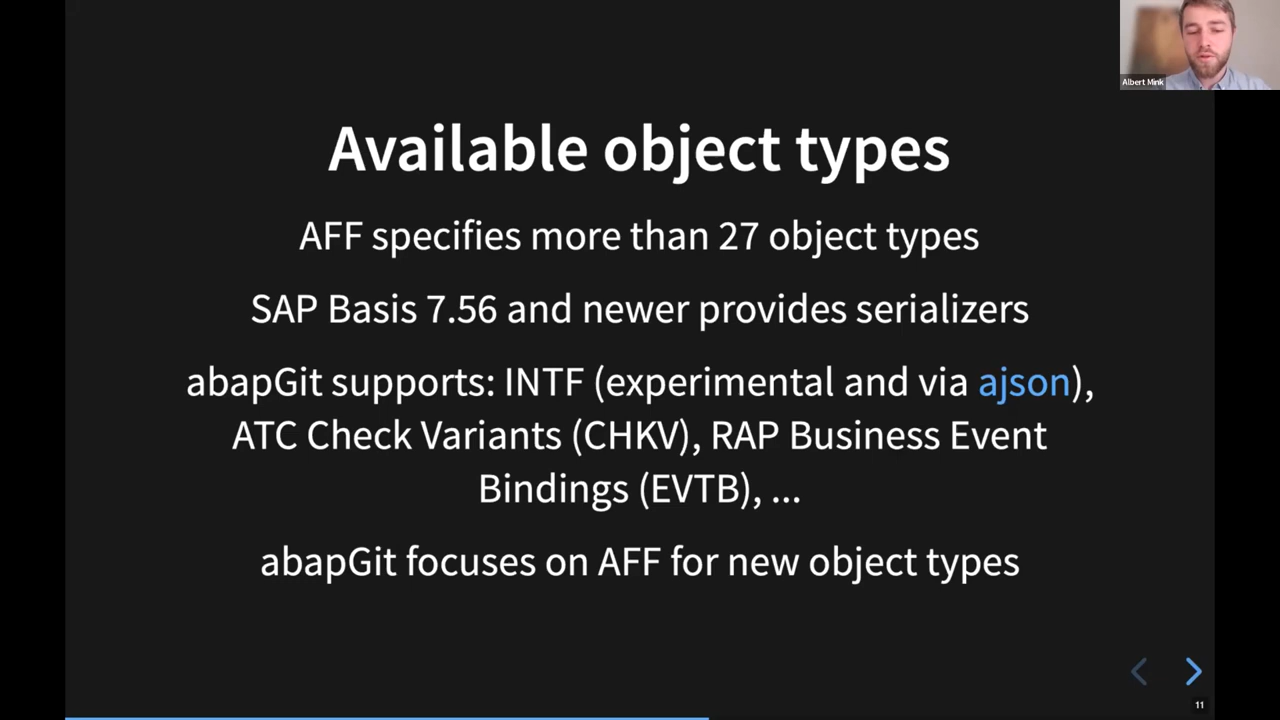 Albert Mink
Available object types
AFF specifies more than 27 object types
SAP Basis 7.56 and newer provides serializers
abapGit supports: INTF (experimental and via ajson),
ATC Check Variants (CHKV), RAP Business Event
Bindings (EVTB), ...
abapGit focuses on AFF for new object types
11